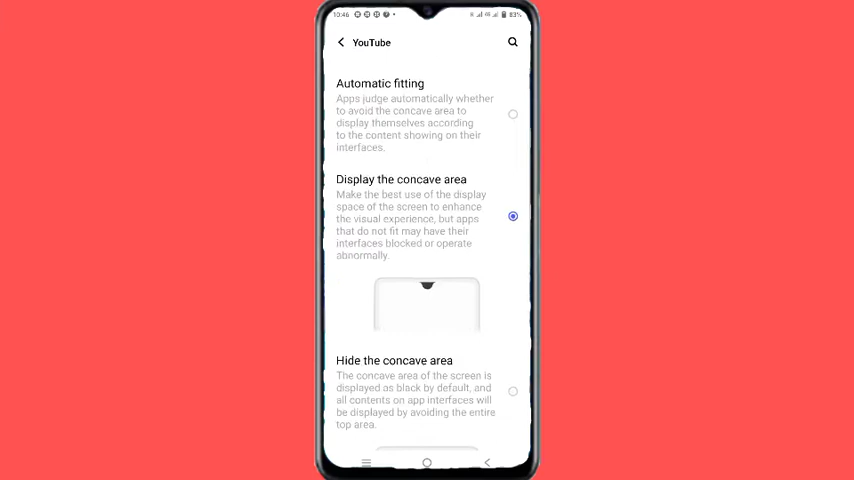 10:46
83%
YouTube
Automatic fitting
Apps judge automatically whether
to avoid the concave area to
display themselves according
to the content showing on their
interfaces.
Display the concave area
Make the best use of the display
space of the screen to enhance
the visual experience, but apps
that do not fit may have their
interfaces blocked or operate
abnormally.
Hide the concave area
The concave area of the screen is
displayed as black by default, and
all contents on app interfaces will
be displayed by avoiding the entire
top area.